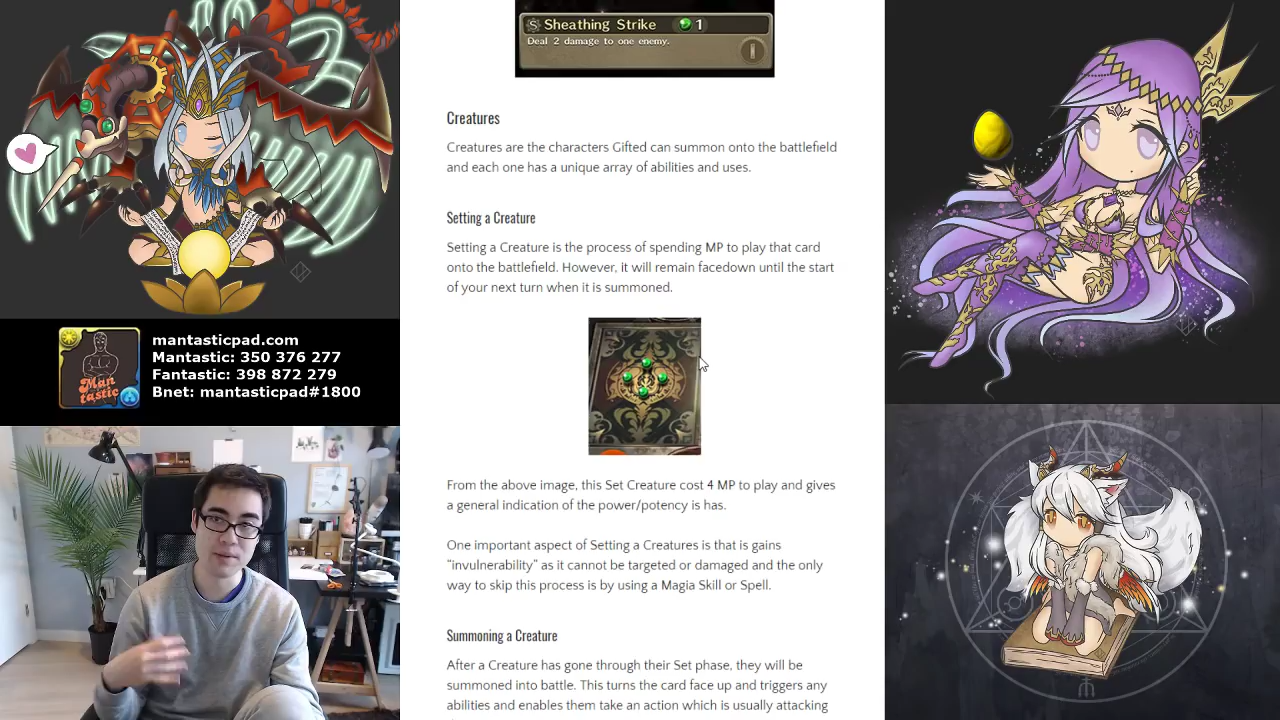 Sheathing Strike 1
Deal 2 damage to one enemy.
Creatures
Creatures are the characters Gifted can summon onto the battlefield
and each one has a unique array of abilities and uses.
Setting a Creature
Setting a Creature is the process of spending MP to play that card
onto the battlefield. However, it will remain facedown until the start
of your next turn when it is summoned.
mantasticpad.com
Mantastic: 350 376 277
Fantastic: 398 872 279
Bnet: mantasticpad#1800
Man
tastic
From the above image, this Set Creature cost 4 MP to play and gives
a general indication of the power/potency is has.
One important aspect of Setting a Creatures is that is gains
“invulnerability” as it cannot be targeted or damaged and the only
way to skip this process is by using a Magia Skill or Spell.
Summoning a Creature
After a Creature has gone through their Set phase, they will be
summoned into battle. This turns the card face up and triggers any
abilities and enables them take an action which is usually attacking